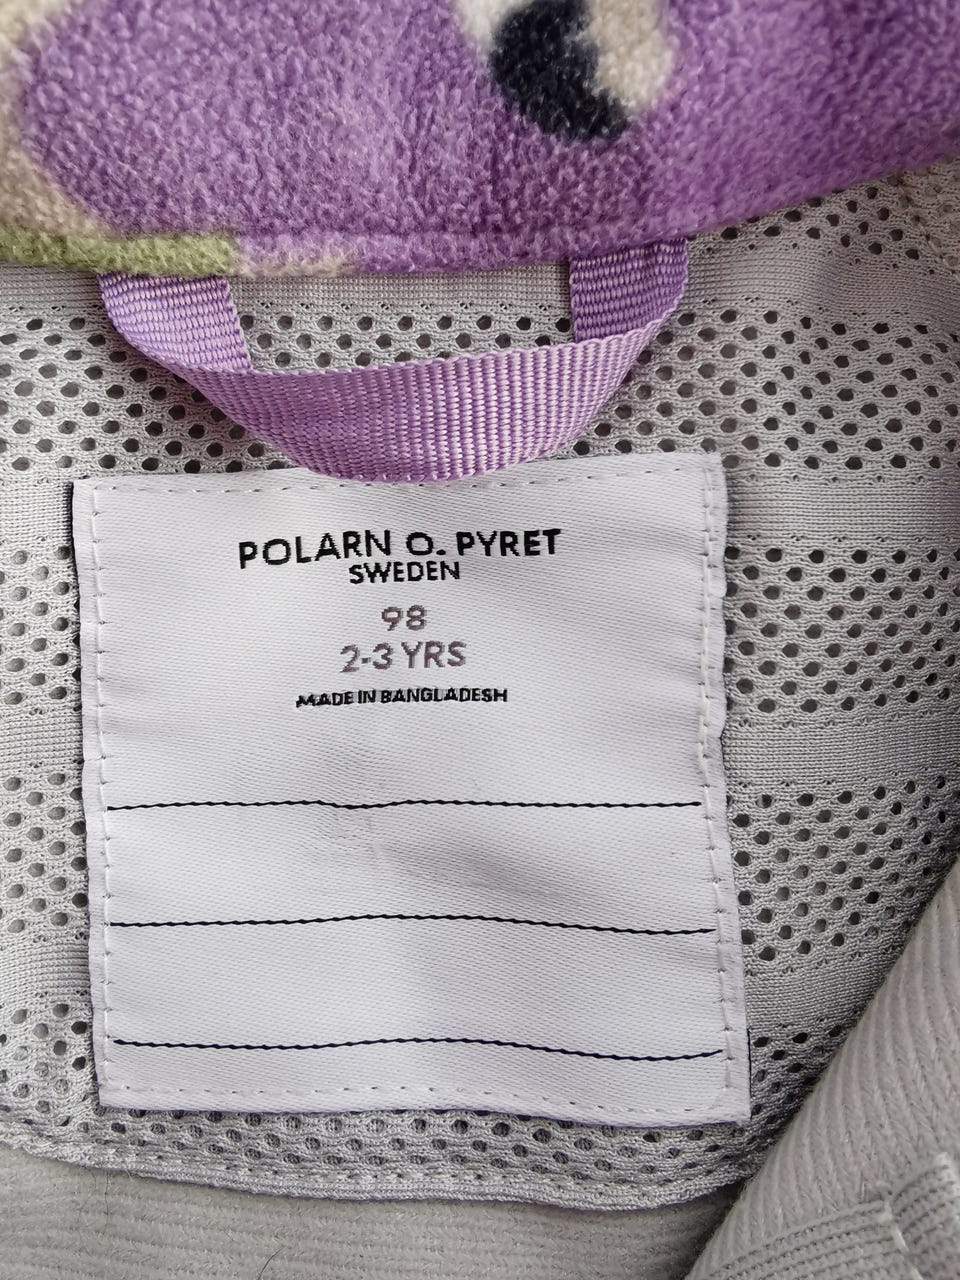 POLARN O. PYRET
SWEDEN
98
2-3 YRS
MADE IN BANGLADESH